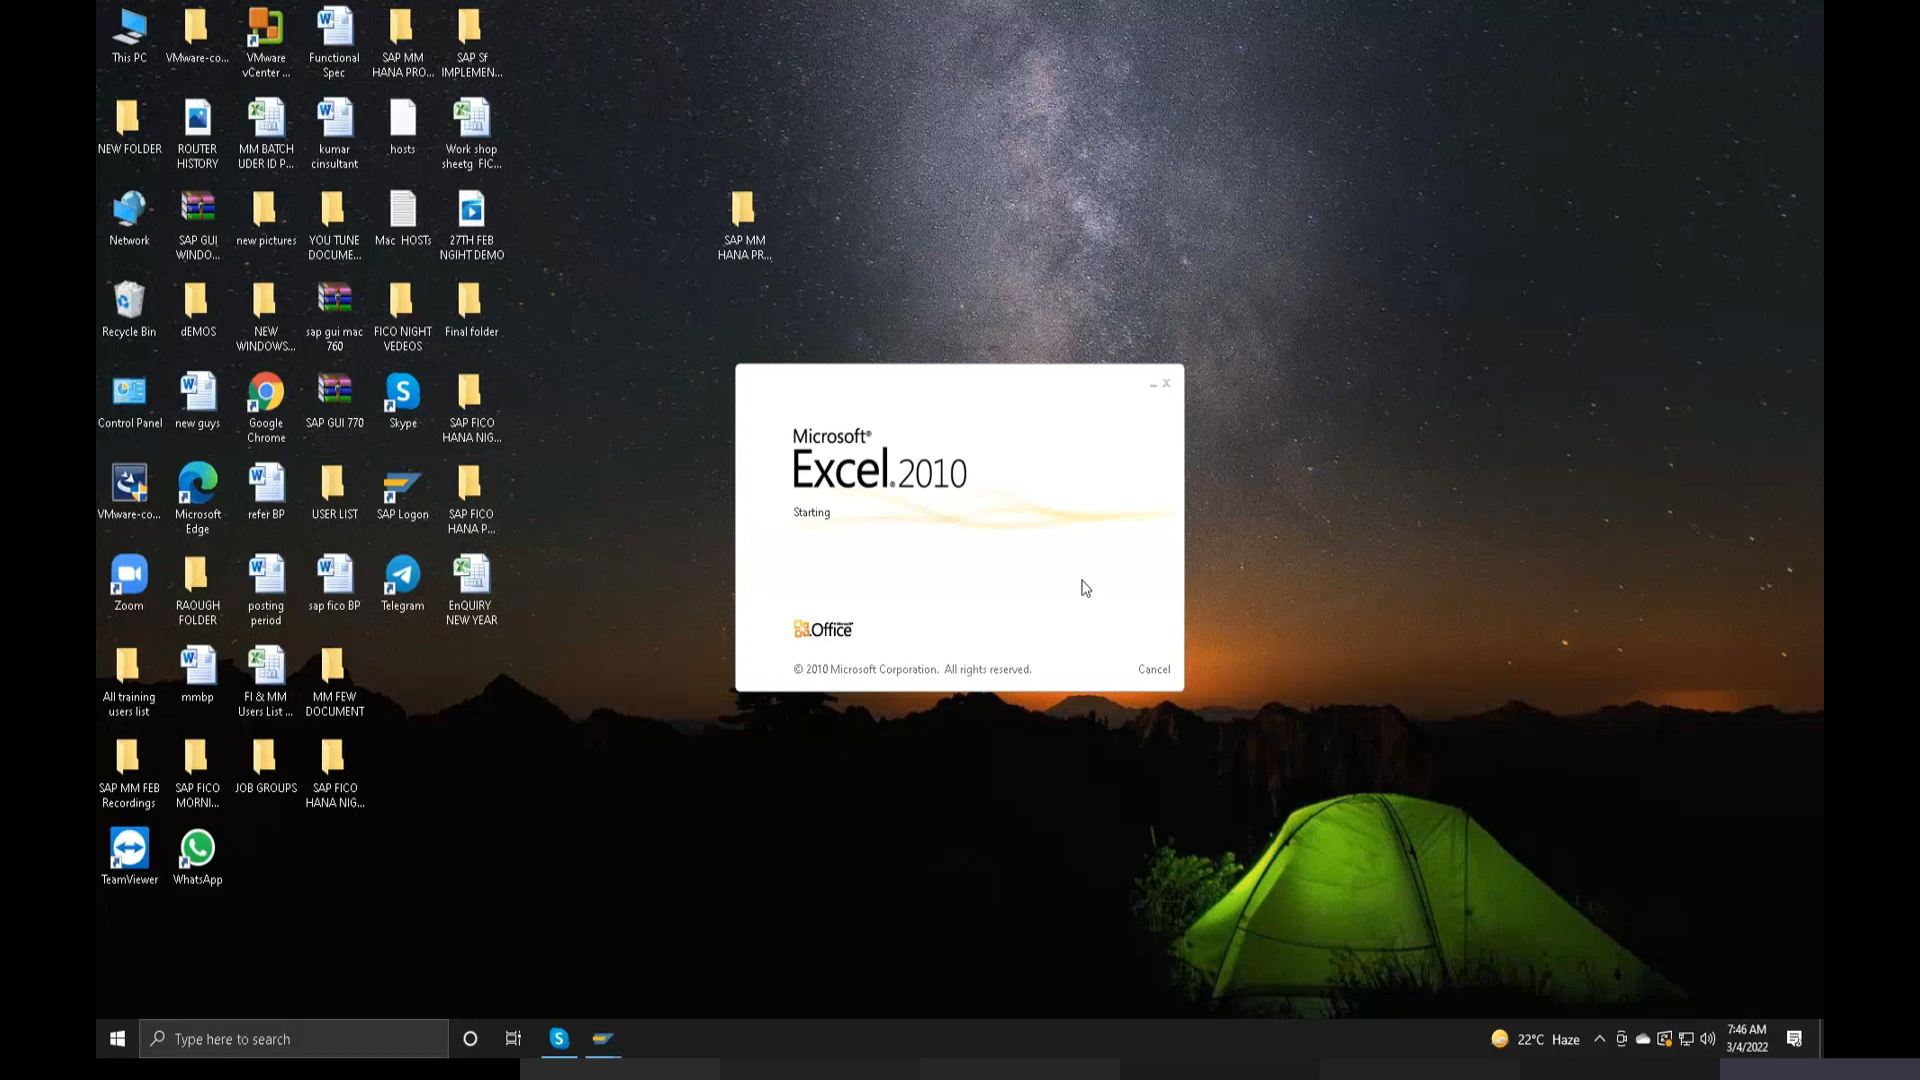 This PC
VMware-co...
VMware
vCenter ...
Functional
Spec
SAP MM
HANA PRO...
SAP Sf
IMPLEMEN...
NEW FOLDER
ROUTER
HISTORY
MM BATCH
UDER ID P...
kumar
cinsultant
hosts
Work shop
sheetg FIC...
Network
SAP GUI
WINDO...
new pictures
YOU TUNE
DOCUME...
Mac HOSTs
27TH FEB
NGIHT DEMO
SAP MM
HANA PR...
Recycle Bin
dEMOS
NEW
WINDOWS...
sap gui mac
760
FICO NIGHT
VEDEOS
Final folder
Control Panel
new guys
Google
Chrome
SAP GUI 770
Skype
SAP FICO
HANA NIG...
VMware-co...
Microsoft
Edge
refer BP
USER LIST
SAP Logon
SAP FICO
HANA P...
Zoom
RAOUGH
FOLDER
posting
period
sap fico BP
Telegram
EnQUIRY
NEW YEAR
All training
users list
mmbp
FI & MM
Users List ...
MM FEW
DOCUMENT
SAP MM FEB
Recordings
SAP FICO
MORNI...
JOB GROUPS
SAP FICO
HANA NIG...
TeamViewer
WhatsApp
Microsoft®
Excel® 2010
Starting
Microsoft®
Office
© 2010 Microsoft Corporation. All rights reserved.
Cancel
Type here to search
22°C Haze
7:46 AM
3/4/2022